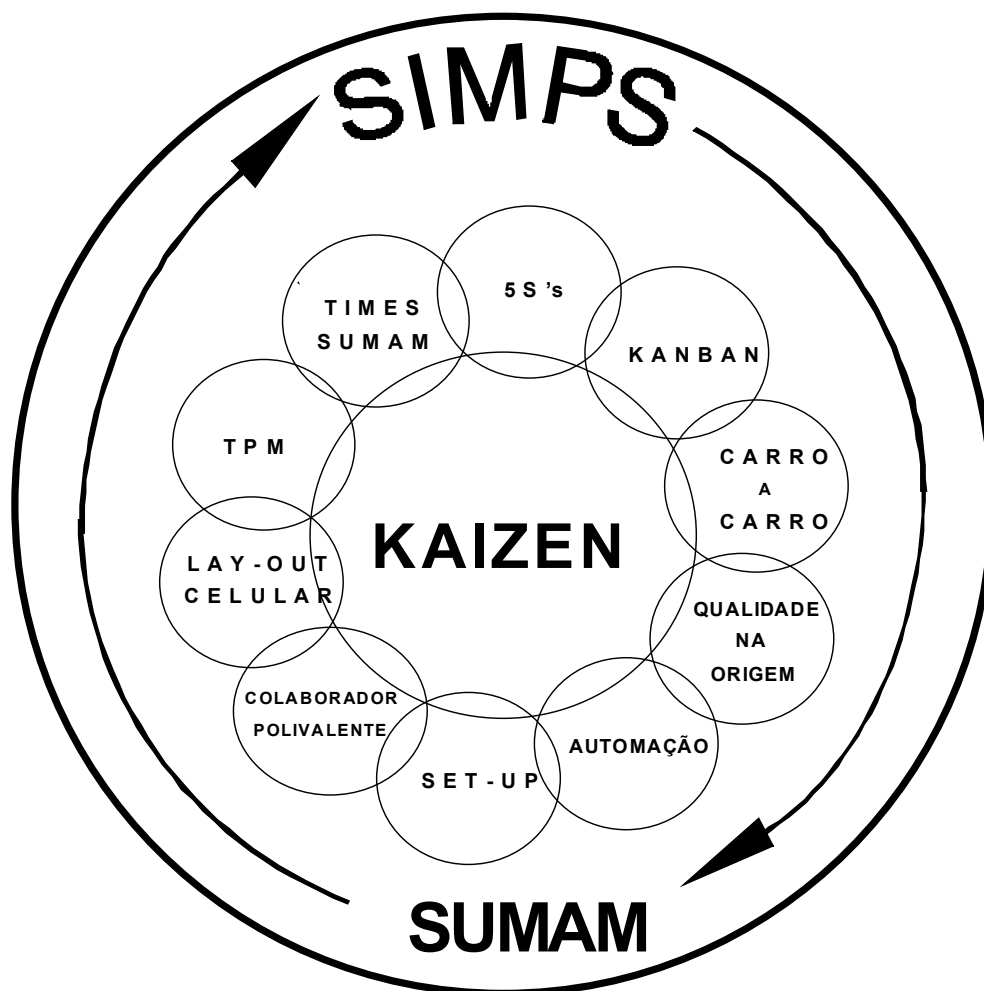 SIMPS
5S's
TIMES
SUMAM
KANBAN
TPM
CARRO
A
CARRO
KAIZEN
LAY-OUT
CELULAR
QUALIDADE
NA
ORIGEM
COLABORADOR
POLIVALENTE
AUTOMAÇÃO
SET-UP
SUMAM